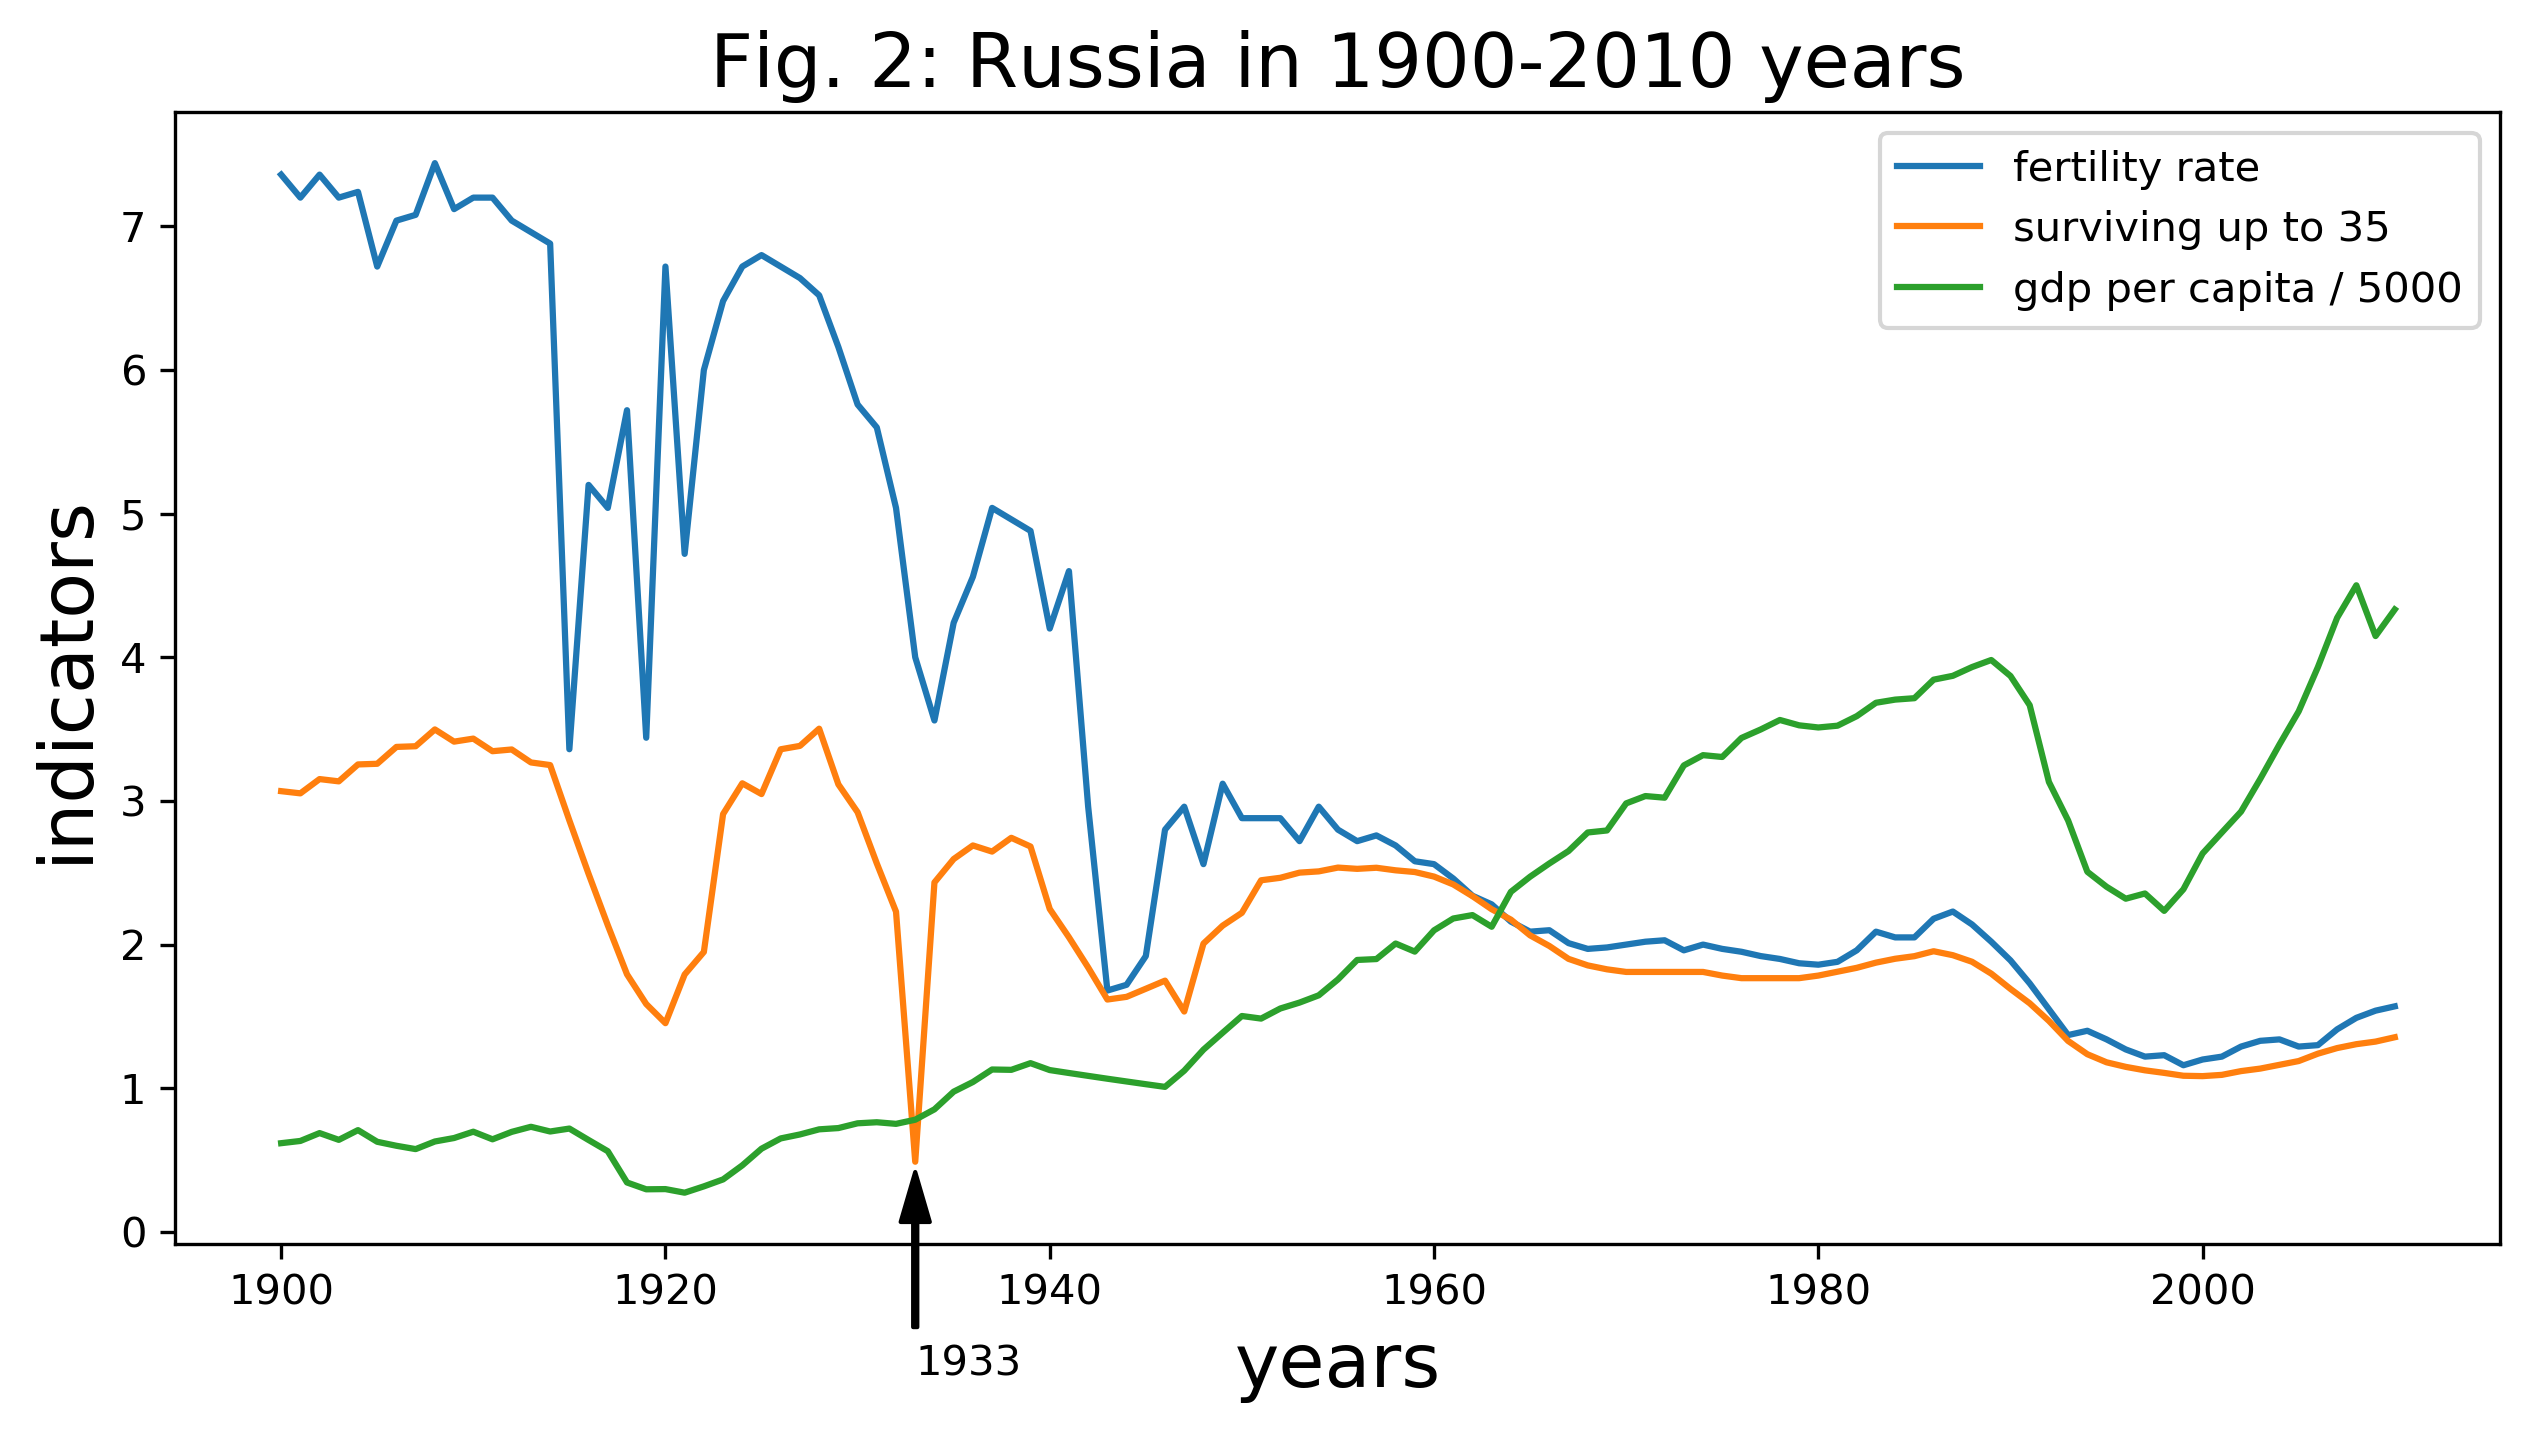 Fig. 2: Russia in 1900-2010 years
fertility rate
surviving up to 35
gdp per capita / 5000
indicators
7
6
5
4
3
2
1
0
1900 1920 1940 1960 1980 2000
1933
years